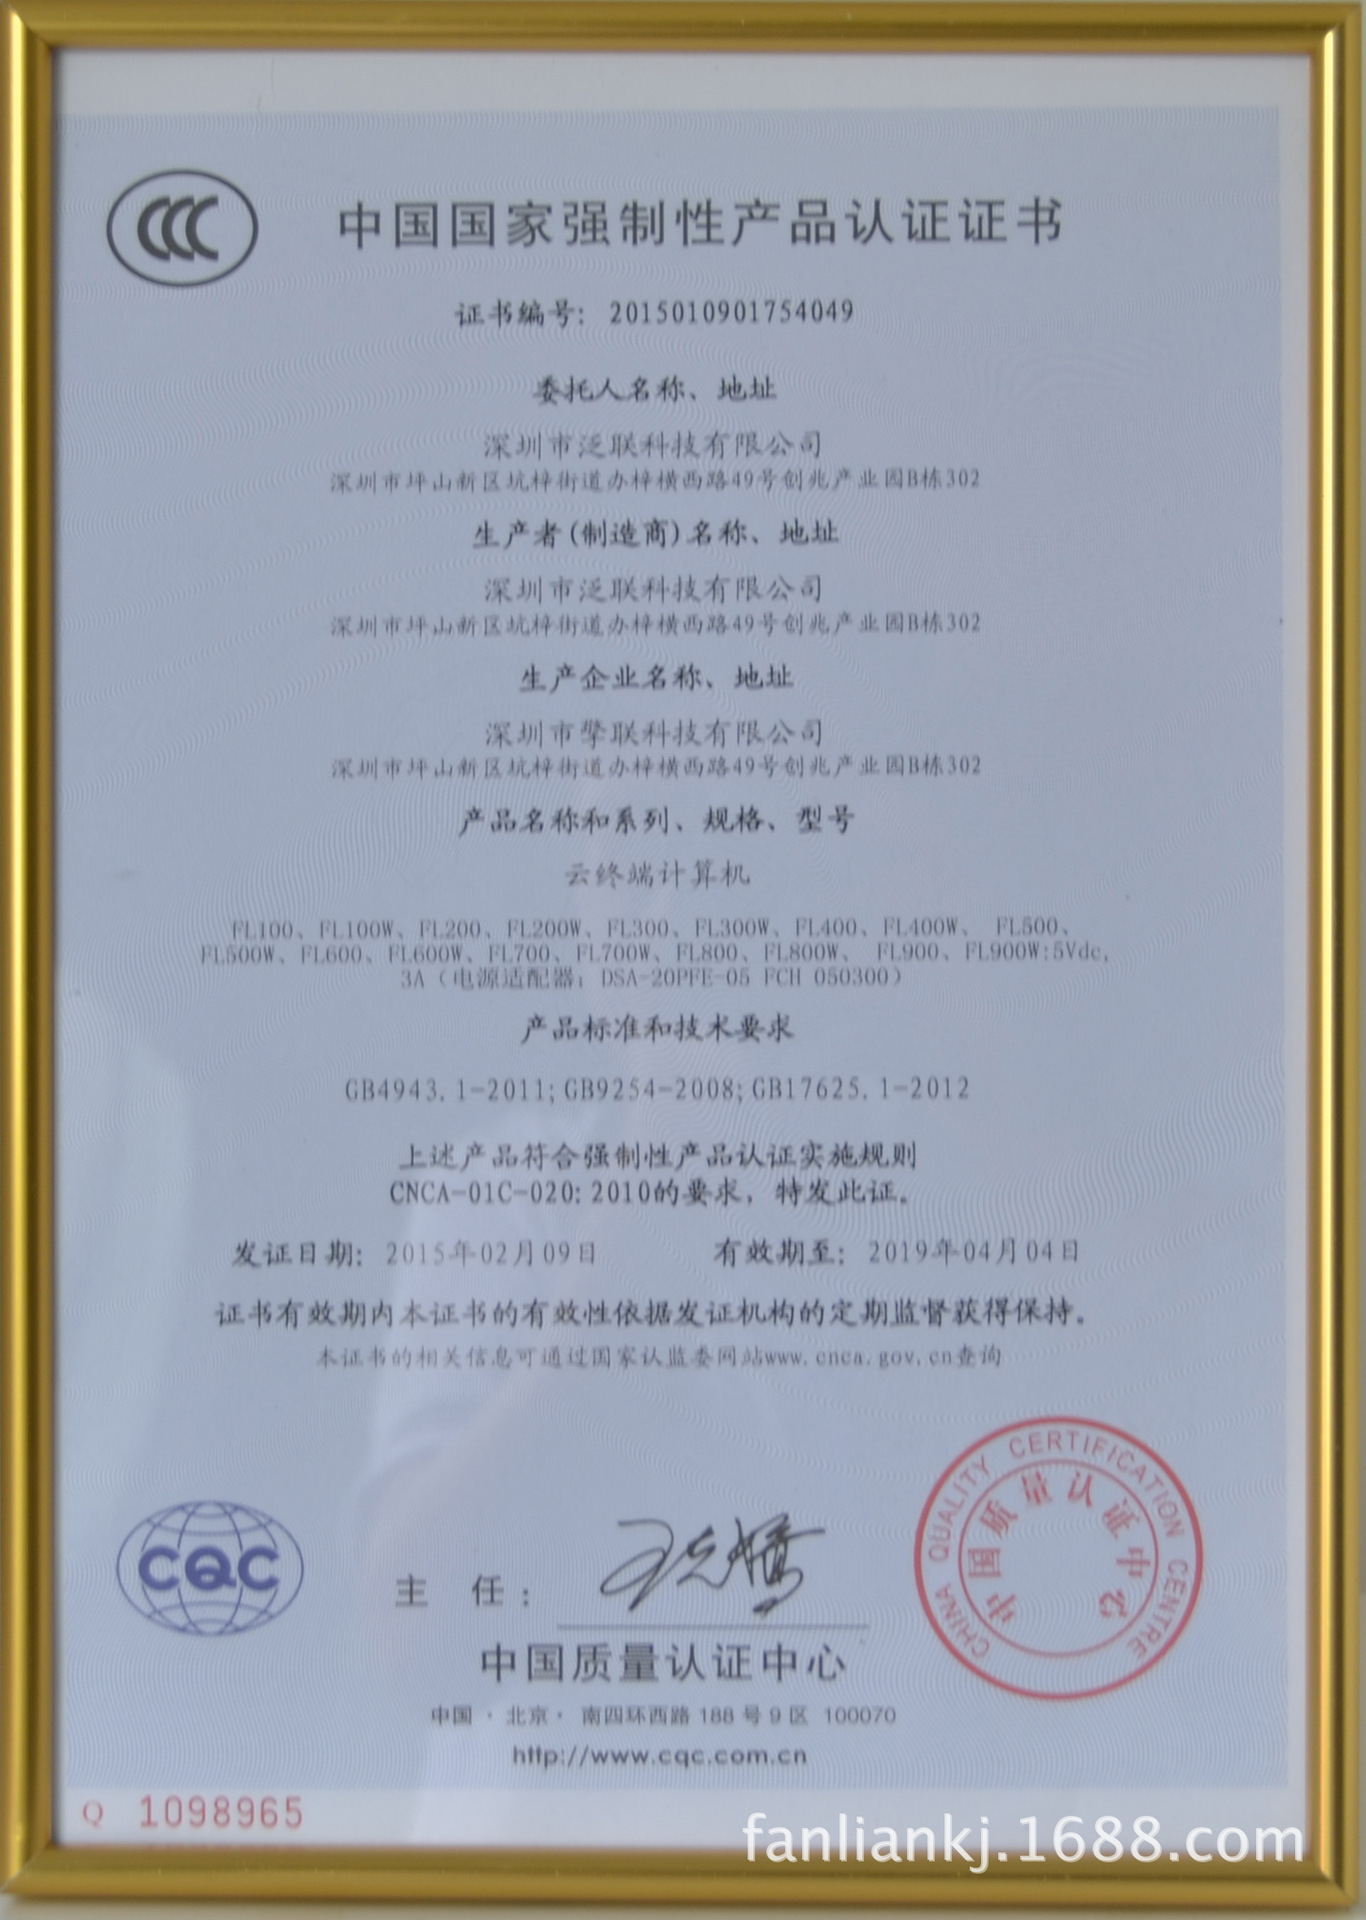 CCC
中国国家强制性产品认证证书
证书编号: 2015010901754049
委托人名称、地址
深圳市泛联科技有限公司
深圳市坪山新区坑梓街道办梓横西路49号创兆产业园B栋302
生产者(制造商)名称、地址
深圳市泛联科技有限公司
深圳市坪山新区坑梓街道办梓横西路49号创兆产业园B栋302
生产企业名称、地址
深圳市擎联科技有限公司
深圳市坪山新区坑梓街道办梓横西路49号创兆产业园B栋302
产品名称和系列、规格、型号
云终端计算机
FL100、FL100W、FL200、FL200W、FL300、FL300W、FL400、FL400W、 FL500、
FL500W、FL600、FL600W、FL700、FL700W、FL800、FL800W、 FL900、FL900W:5Vdc,
3A（电源适配器: DSA-20PFE-05 FCH 050300）
产品标准和技术要求
GB4943.1-2011;GB9254-2008;GB17625.1-2012
上述产品符合强制性产品认证实施规则
CNCA-01C-020:2010的要求，特发此证。
发证日期: 2015年02月09日 有效期至: 2019年04月04日
证书有效期内本证书的有效性依据发证机构的定期监督获得保持。
本证书的相关信息可通过国家认监委网站www.cnca.gov.cn查询
CHINA QUALITY CERTIFICATION CENTRE
中国质量认证中心
CQC
主 任:
中国质量认证中心
中国 · 北京 · 南四环西路 188 号 9 区 100070
http://www.cqc.com.cn
Q 1098965
fanliankj.1688.com